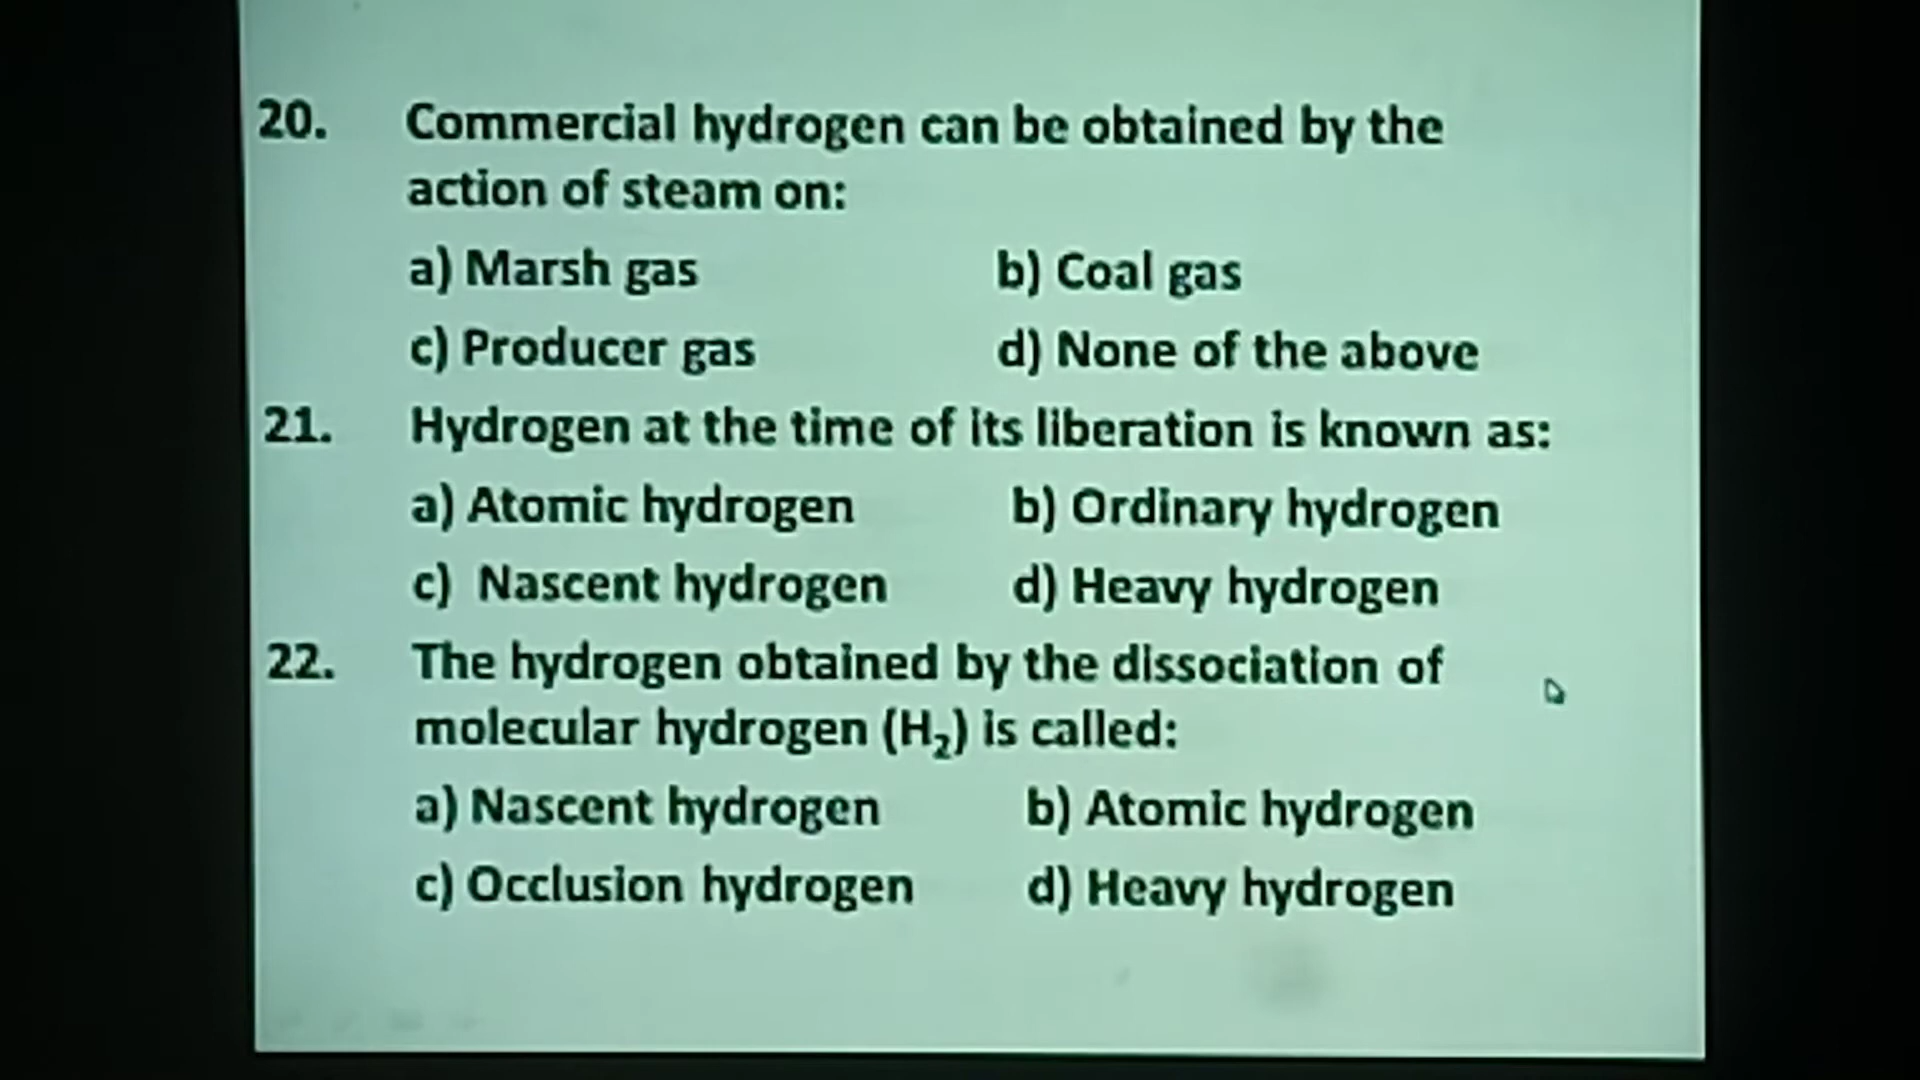 20. Commercial hydrogen can be obtained by the
action of steam on:
a) Marsh gas b) Coal gas
c) Producer gas d) None of the above
21. Hydrogen at the time of its liberation is known as:
a) Atomic hydrogen b) Ordinary hydrogen
c) Nascent hydrogen d) Heavy hydrogen
22. The hydrogen obtained by the dissociation of
molecular hydrogen (H₂) is called:
a) Nascent hydrogen b) Atomic hydrogen
c) Occlusion hydrogen d) Heavy hydrogen